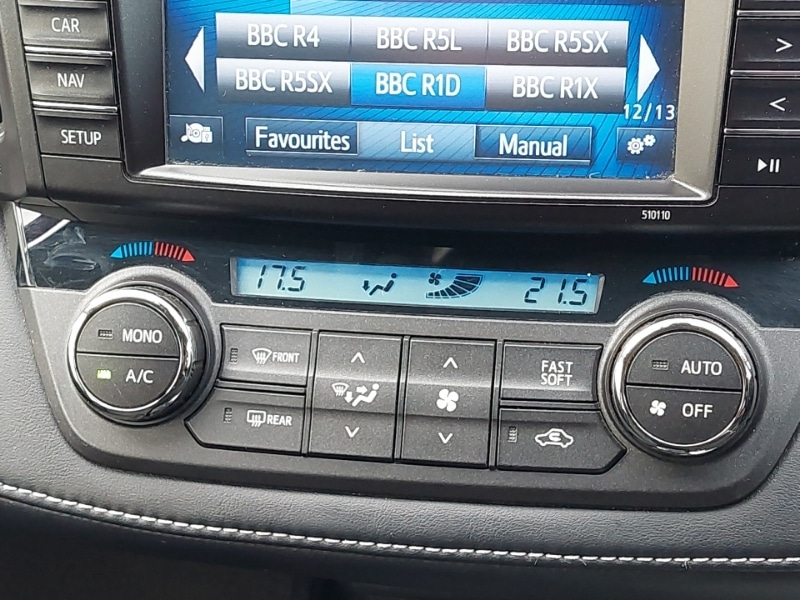 CAR
NAV
SETUP
BBC R4 BBC R5L BBC R5SX
BBC R5SX BBC R1D BBC R1X
12/13
Favourites List Manual
>
<
510110
17.5 21.5
MONO
A/C
FRONT
REAR
FAST
SOFT
AUTO
OFF